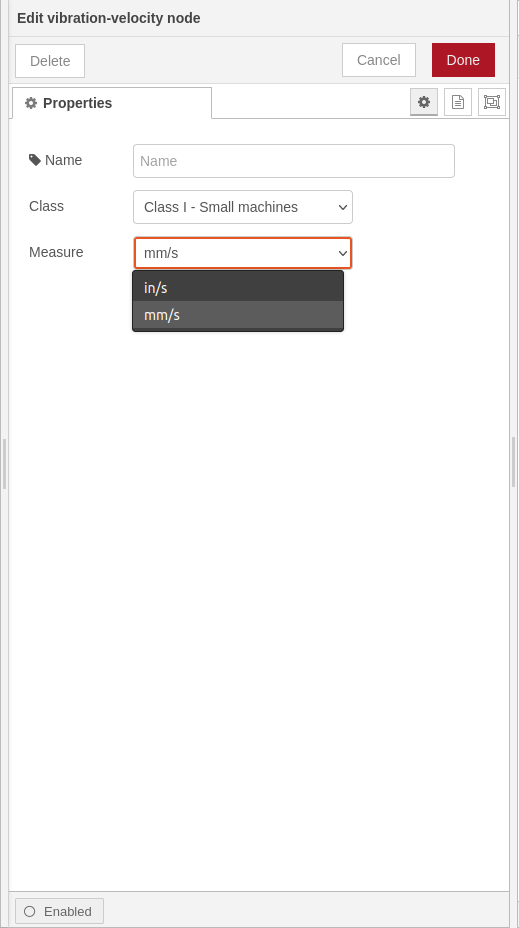 Edit vibration-velocity node
Delete Cancel Done
Properties
Name Name
Class Class I - Small machines
Measure mm/s
in/s
mm/s
Enabled